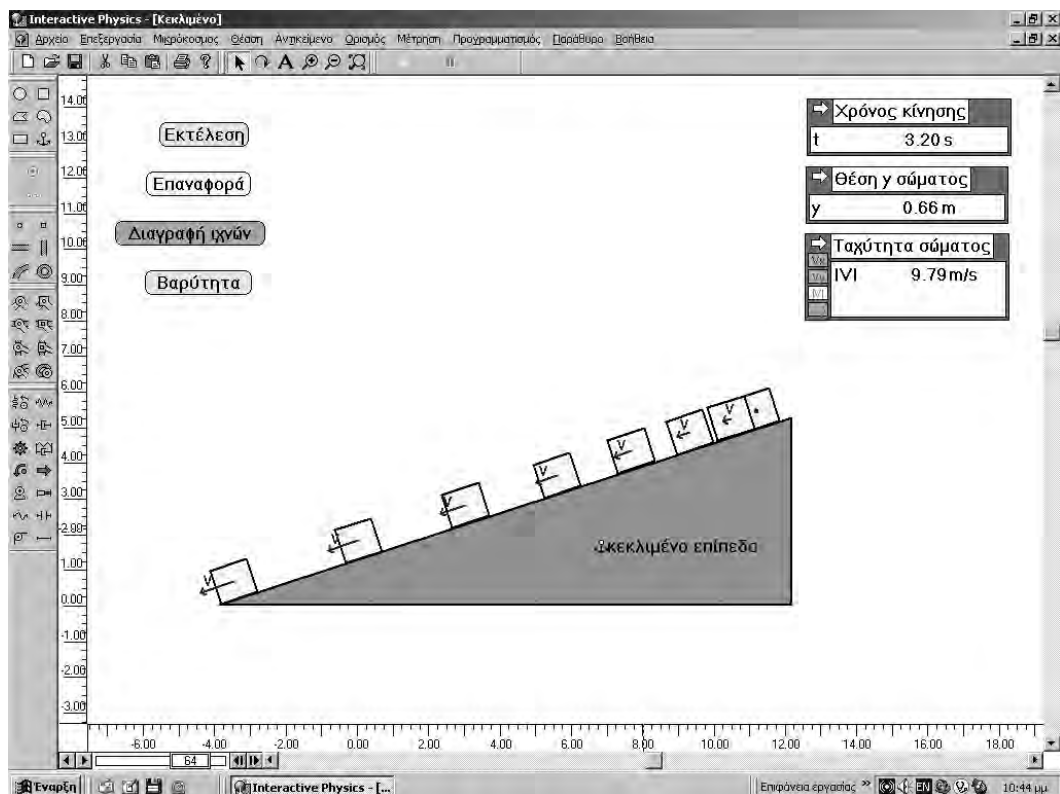 Interactive Physics - [Κεκλιμένο]
Αρχείο Επεξεργασία Μικρόκοσμος Θέαση Αντικείμενο Ορισμός Μέτρηση Προγραμματισμός Παράθυρο Βοήθεια
14.00
13.00
12.00
11.00
10.00
9.00
8.00
7.00
6.00
5.00
4.00
3.00
2.00
1.00
0.00
-1.00
-2.00
-3.00
Εκτέλεση
Επαναφορά
Διαγραφή ιχνών
Βαρύτητα
Χρόνος κίνησης
t 3.20 s
Θέση y σώματος
y 0.66 m
Ταχύτητα σώματος
Vx
Vy
|V|
|V| 9.79 m/s
V V V V V V V
κεκλιμένο επίπεδο
-6.00 -4.00 -2.00 0.00 2.00 4.00 6.00 8.00 10.00 12.00 14.00 16.00 18.00
64
Έναρξη
Interactive Physics - [...
Επιφάνεια εργασίας »
EN
10:44 μμ